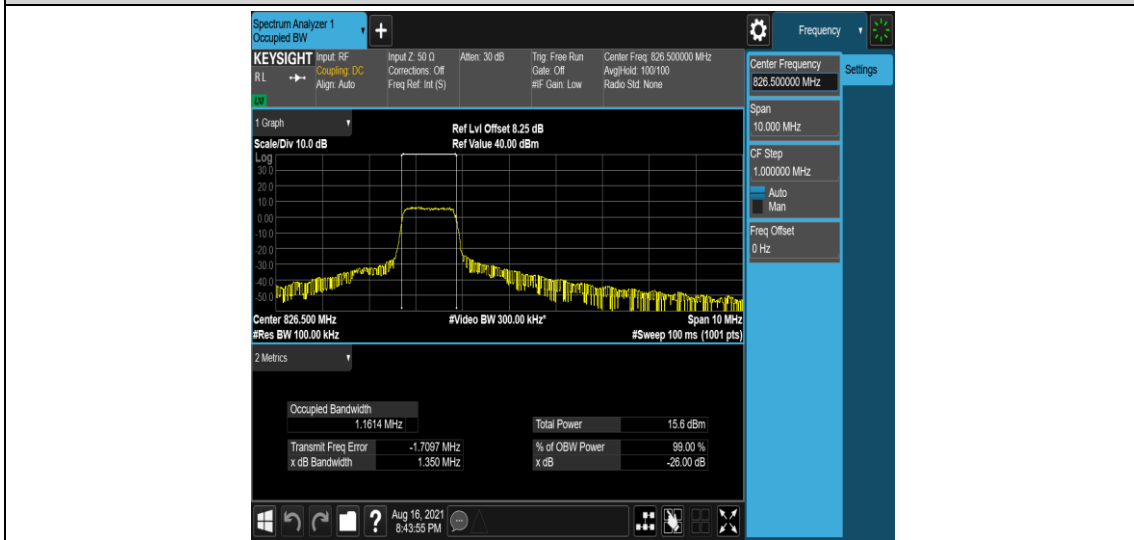 Spectrum Analyzer 1
Occupied BW
Frequency
KEYSIGHT
RL
LXI
Input: RF
Coupling: DC
Align: Auto
Input Z: 50 Ω
Corrections: Off
Freq Ref: Int (S)
Atten: 30 dB
Trig: Free Run
Gate: Off
#IF Gain: Low
Center Freq: 826.500000 MHz
Avg|Hold: 100/100
Radio Std: None
Center Frequency
826.500000 MHz
Settings
Span
10.000 MHz
CF Step
1.000000 MHz
Auto
Man
Freq Offset
0 Hz
1 Graph
Scale/Div 10.0 dB
Ref Lvl Offset 8.25 dB
Ref Value 40.00 dBm
Log
30.0
20.0
10.0
0.00
-10.0
-20.0
-30.0
-40.0
-50.0
Center 826.500 MHz
#Video BW 300.00 kHz*
Span 10 MHz
#Res BW 100.00 kHz
#Sweep 100 ms (1001 pts)
2 Metrics
Occupied Bandwidth
1.1614 MHz
Total Power 15.6 dBm
Transmit Freq Error -1.7097 MHz
% of OBW Power 99.00 %
x dB Bandwidth 1.350 MHz
x dB -26.00 dB
?
Aug 16, 2021
8:43:55 PM